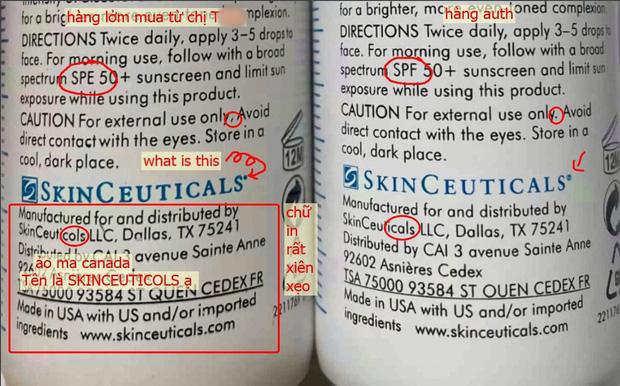 hàng lởm em mua từ chị T
complexion.
DIRECTIONS Twice daily, apply 3–5 drops to
face. For morning use, follow with a broad
spectrum SPE 50+ sunscreen and limit sun
exposure while using this product.
CAUTION For external use only, Avoid
direct contact with the eyes. Store in a
cool, dark place.
12M
what is this
SKINCEUTICALS
Manufactured for and distributed by
SkinCeuticols LLC, Dallas, TX 75241
Distributed by CAI 3 avenue Sainte Anne
ảo ma canada
Tên là SKINCEUTICOLS ạ
TSA 75000 93584 ST QUEN CEDEX FR
Made in USA with US and/or imported
ingredients www.skinceuticals.com
chữ
in
rất
xiên
xẹo
hàng auth
for a brighter, more even toned complexion.
DIRECTIONS Twice daily, apply 3–5 drops to
face. For morning use, follow with a broad
spectrum SPF 50+ sunscreen and limit sun
exposure while using this product.
CAUTION For external use only. Avoid
direct contact with the eyes. Store in a
cool, dark place.
12M
SKINCEUTICALS
Manufactured for and distributed by
SkinCeuticals LLC, Dallas, TX 75241
Distributed by CAI 3 avenue Sainte Anne
92602 Asnières Cedex
TSA 75000 93584 ST QUEN CEDEX FR
Made in USA with US and/or imported
ingredients www.skinceuticals.com